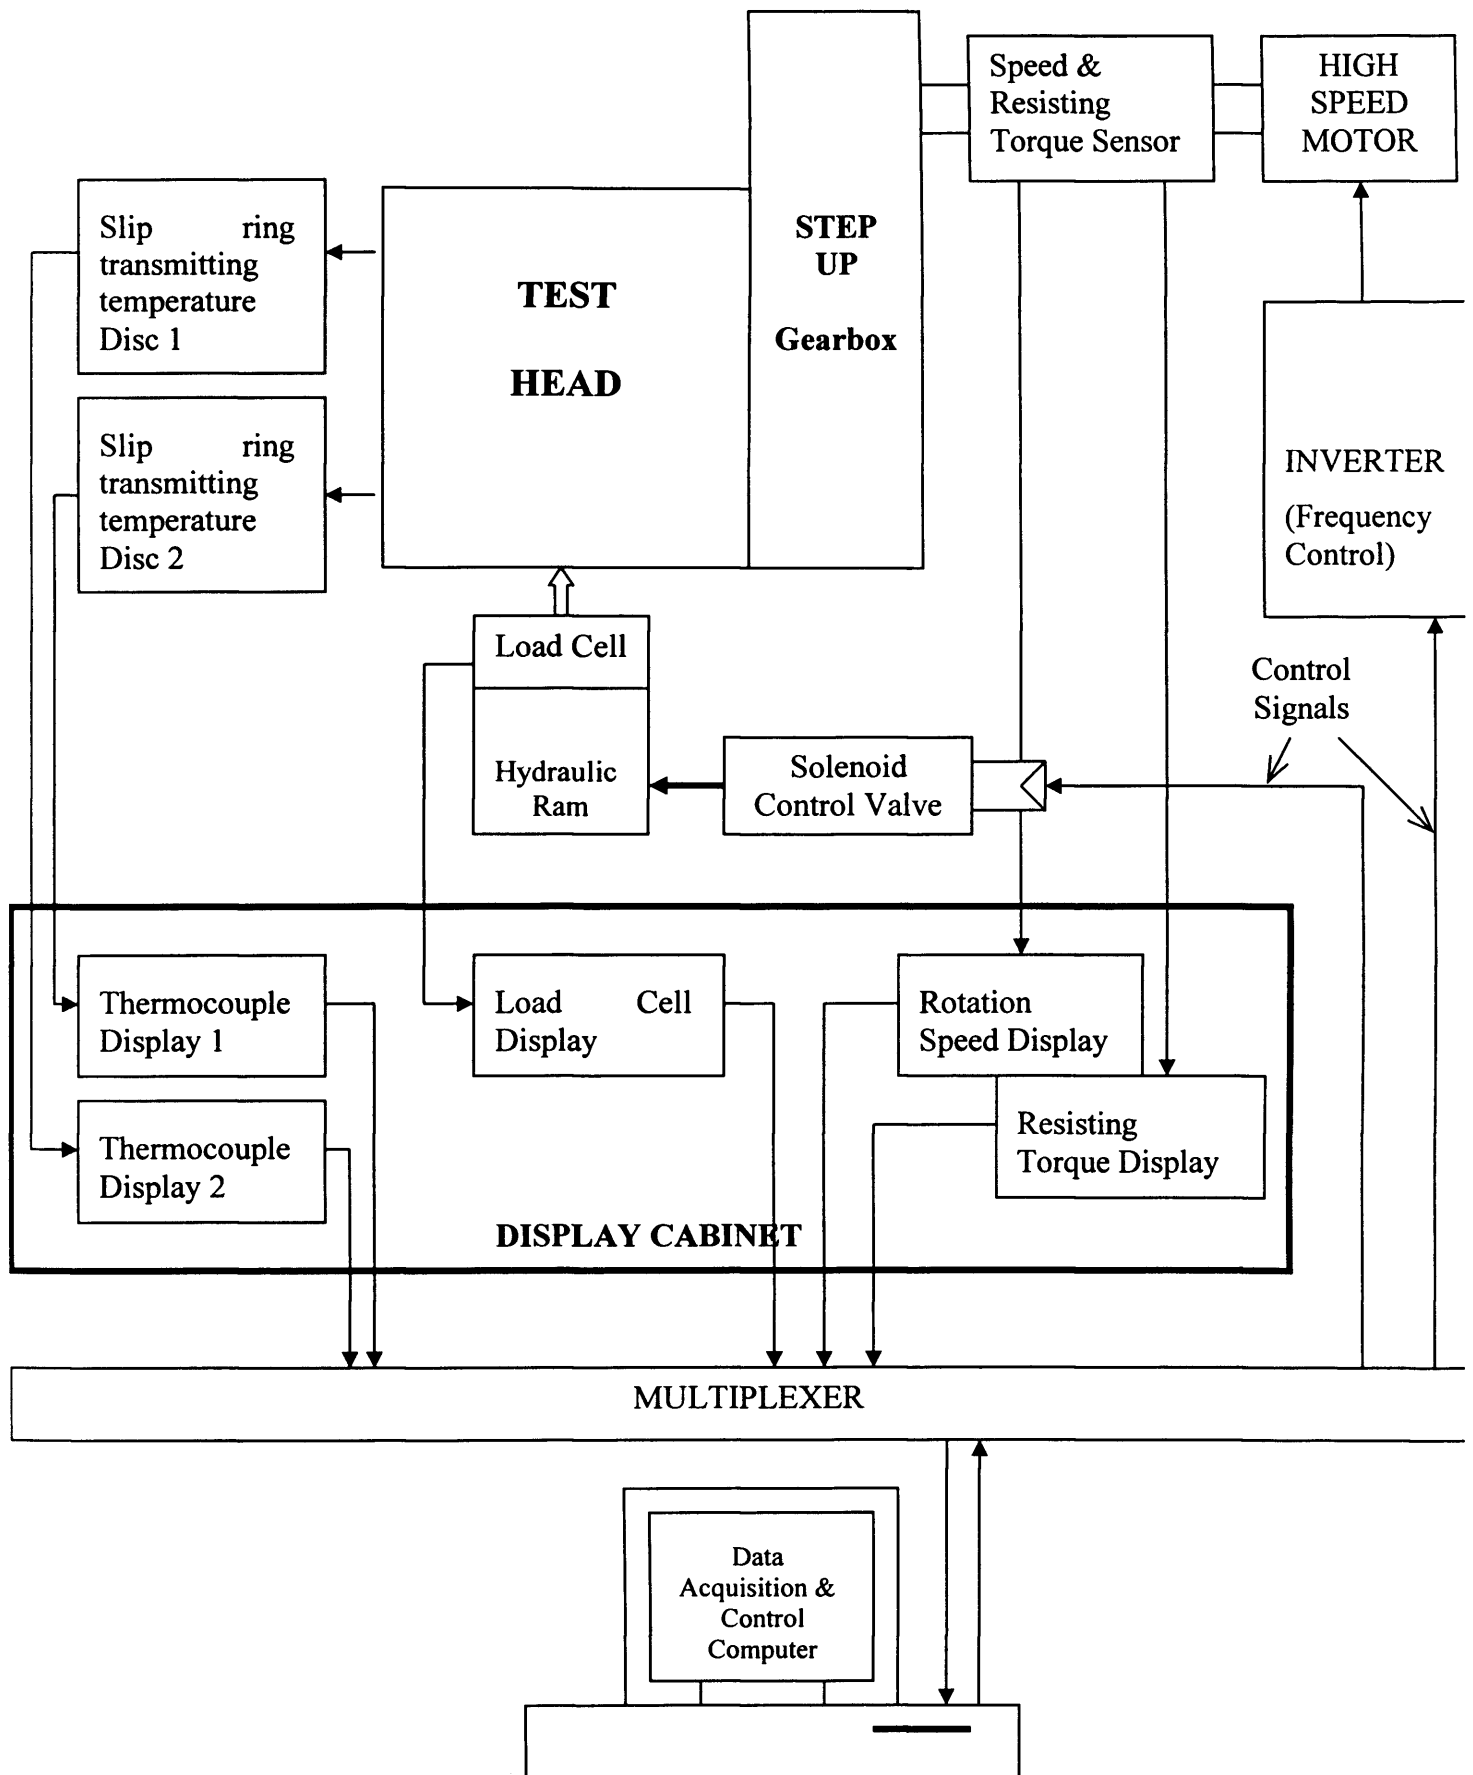 Speed &
Resisting
Torque Sensor
HIGH
SPEED
MOTOR
Slip ring
transmitting
temperature
Disc 1
TEST
HEAD
STEP
UP
Gearbox
Slip ring
transmitting
temperature
Disc 2
INVERTER
(Frequency
Control)
Load Cell
Hydraulic
Ram
Solenoid
Control Valve
Control
Signals
Thermocouple
Display 1
Load Cell
Display
Rotation
Speed Display
Thermocouple
Display 2
Resisting
Torque Display
DISPLAY CABINET
MULTIPLEXER
Data
Acquisition &
Control
Computer